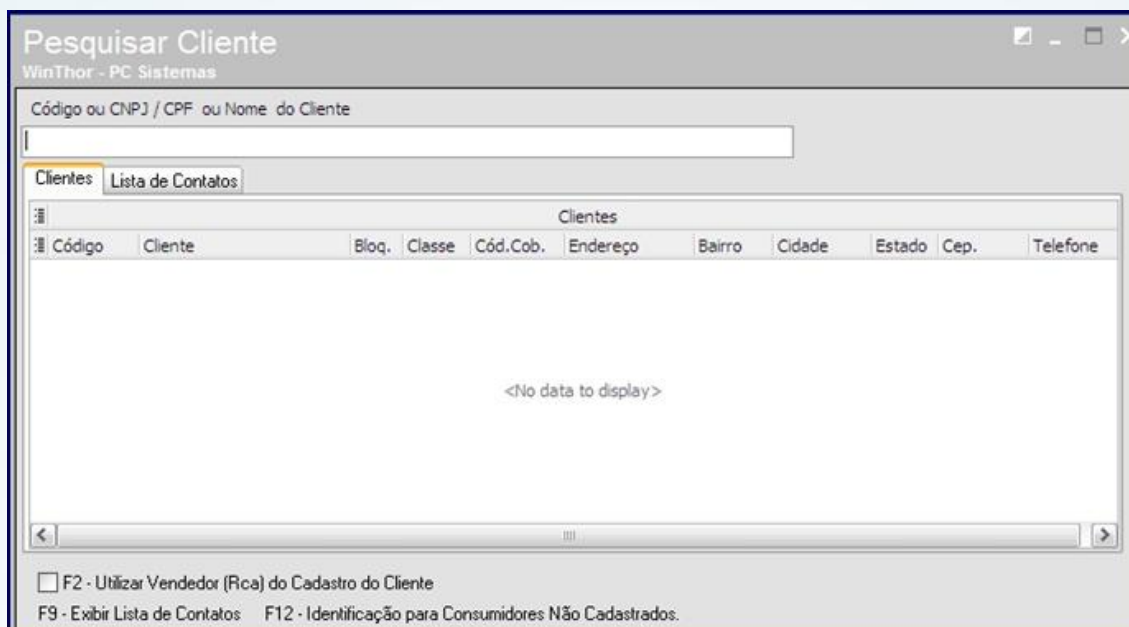 Pesquisar Cliente
WinThor - PC Sistemas
Código ou CNPJ / CPF ou Nome do Cliente
Clientes Lista de Contatos
Clientes
Código Cliente Bloq. Classe Cód.Cob. Endereço Bairro Cidade Estado Cep. Telefone
<No data to display>
F2 - Utilizar Vendedor (Rca) do Cadastro do Cliente
F9 - Exibir Lista de Contatos F12 - Identificação para Consumidores Não Cadastrados.